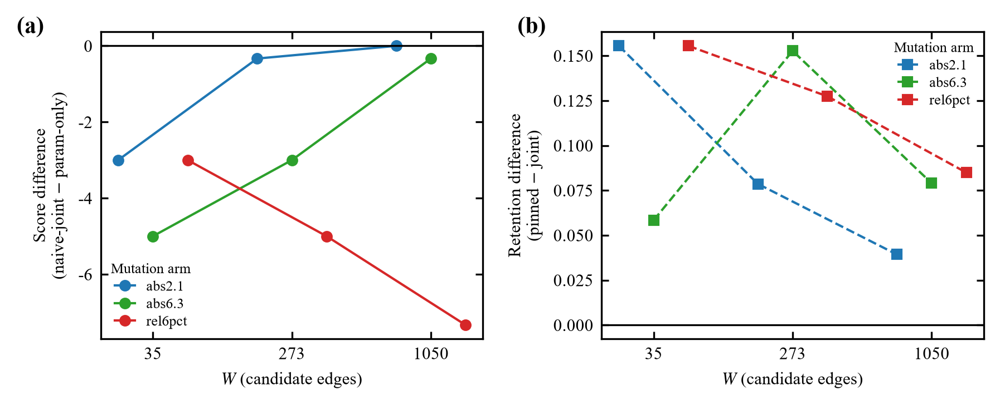 (a)
0
-2
-4
-6
Score difference
(naive-joint − param-only)
Mutation arm
abs2.1
abs6.3
rel6pct
35
273
1050
W (candidate edges)
(b)
0.150
0.125
0.100
0.075
0.050
0.025
0.000
Retention difference
(pinned − joint)
Mutation arm
abs2.1
abs6.3
rel6pct
35
273
1050
W (candidate edges)